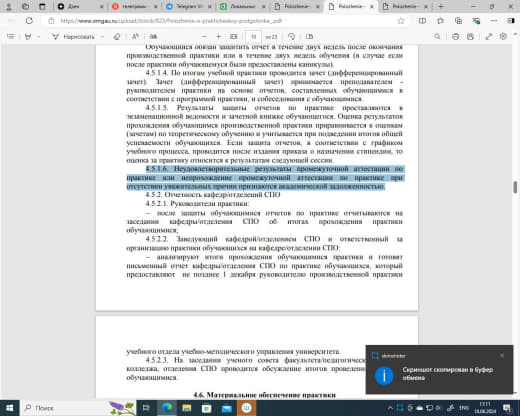 Дзен
телеграмм -
Telegram W
Локальны
Polozhenie-
Polozhenie-
Polozhenie-
https://www.omgau.ru/upload/iblock/623/Polozhenie-o-prakticheskoy-podgotovke_.pdf
Нарисовать
10 из 25
Обучающийся обязан защитить отчет в течение двух недель после окончания
производственной практики или в течение двух недель обучения (в случае если
после практики обучающемуся были предоставлены каникулы).
4.5.1.4. По итогам учебной практики проводится зачет (дифференцированный
зачет). Зачет (дифференцированный зачет) принимается преподавателем -
руководителем практики на основе отчетов, составленных обучающимися в
соответствии с программой практики, и собеседования с обучающимися.
4.5.1.5. Результаты защиты отчетов по практике проставляются в
экзаменационной ведомости и зачетной книжке обучающегося. Оценка результатов
прохождения обучающимся производственной практики приравнивается к оценкам
(зачетам) по теоретическому обучению и учитывается при подведении итогов общей
успеваемости обучающихся. Если защита отчетов, в соответствии с графиком
учебного процесса, проводится после издания приказа о назначении стипендии, то
оценка за практику относится к результатам следующей сессии.
4.5.1.6. Неудовлетворительные результаты промежуточной аттестации по
практике или непрохождение промежуточной аттестации по практике при
отсутствии уважительных причин признаются академической задолженностью.
4.5.2. Отчетность кафедр/отделений СПО
4.5.2.1. Руководители практики:
– после защиты обучающимися отчетов по практике отчитываются на
заседании кафедры/отделения СПО об итогах прохождения практики
обучающимися;
4.5.2.2. Заведующий кафедрой/отделением СПО и ответственный за
организацию практики обучающихся на кафедре/отделении СПО:
– анализируют итоги прохождения обучающимися практики и готовят
письменный отчет кафедры/отделения СПО по практике обучающихся, который
предоставляют не позднее 1 декабря руководителю производственной практики
учебного отдела учебно-методического управления университета.
4.5.2.3. На заседании ученого совета факультета/педагогическо
колледжа, отделения СПО проводится обсуждение итогов проведени
обучающимися.
4.6. Материальное обеспечение практики
skrinshoter
Скриншот скопирован в буфер
обмена
Поиск
ENG
13:11
18.06.2024